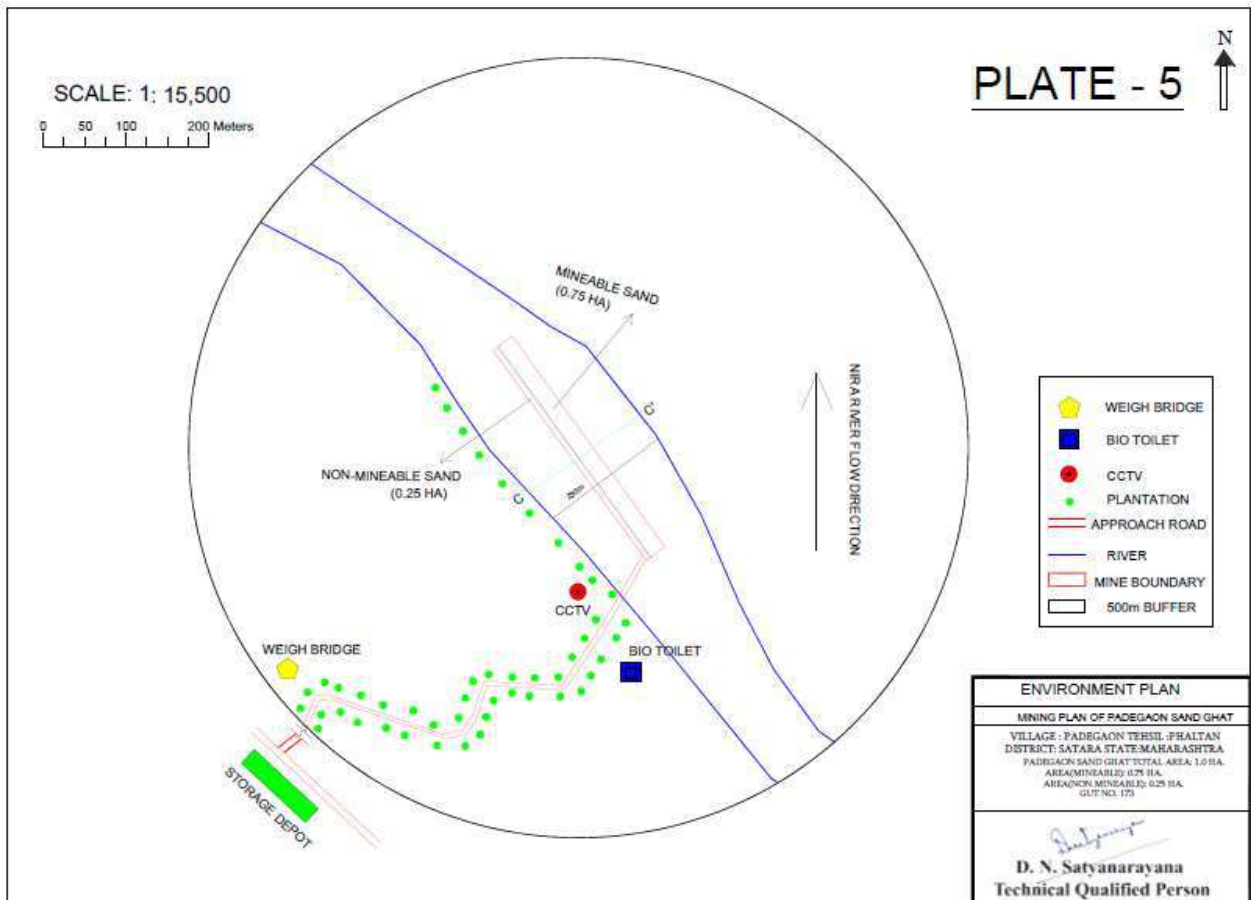 SCALE: 1: 15,500
0 50 100 200 Meters
PLATE - 5
N
MINEABLE SAND
(0.75 HA)
NON-MINEABLE SAND
(0.25 HA)
C
C'
NIRA RIVER FLOW DIRECTION
CCTV
WEIGH BRIDGE
BIO TOILET
STORAGE DEPOT
WEIGH BRIDGE
BIO TOILET
CCTV
PLANTATION
APPROACH ROAD
RIVER
MINE BOUNDARY
500m BUFFER
ENVIRONMENT PLAN
MINING PLAN OF PADEGAON SAND GHAT
VILLAGE : PADEGAON TEHSIL :PHALTAN
DISTRICT: SATARA STATE:MAHARASHTRA
PADEGAON SAND GHAT TOTAL AREA: 1.0 HA.
AREA(MINEABLE): 0.75 HA.
AREA(NON MINEABLE): 0.25 HA.
GUT NO. 173
D. N. Satyanarayana
Technical Qualified Person